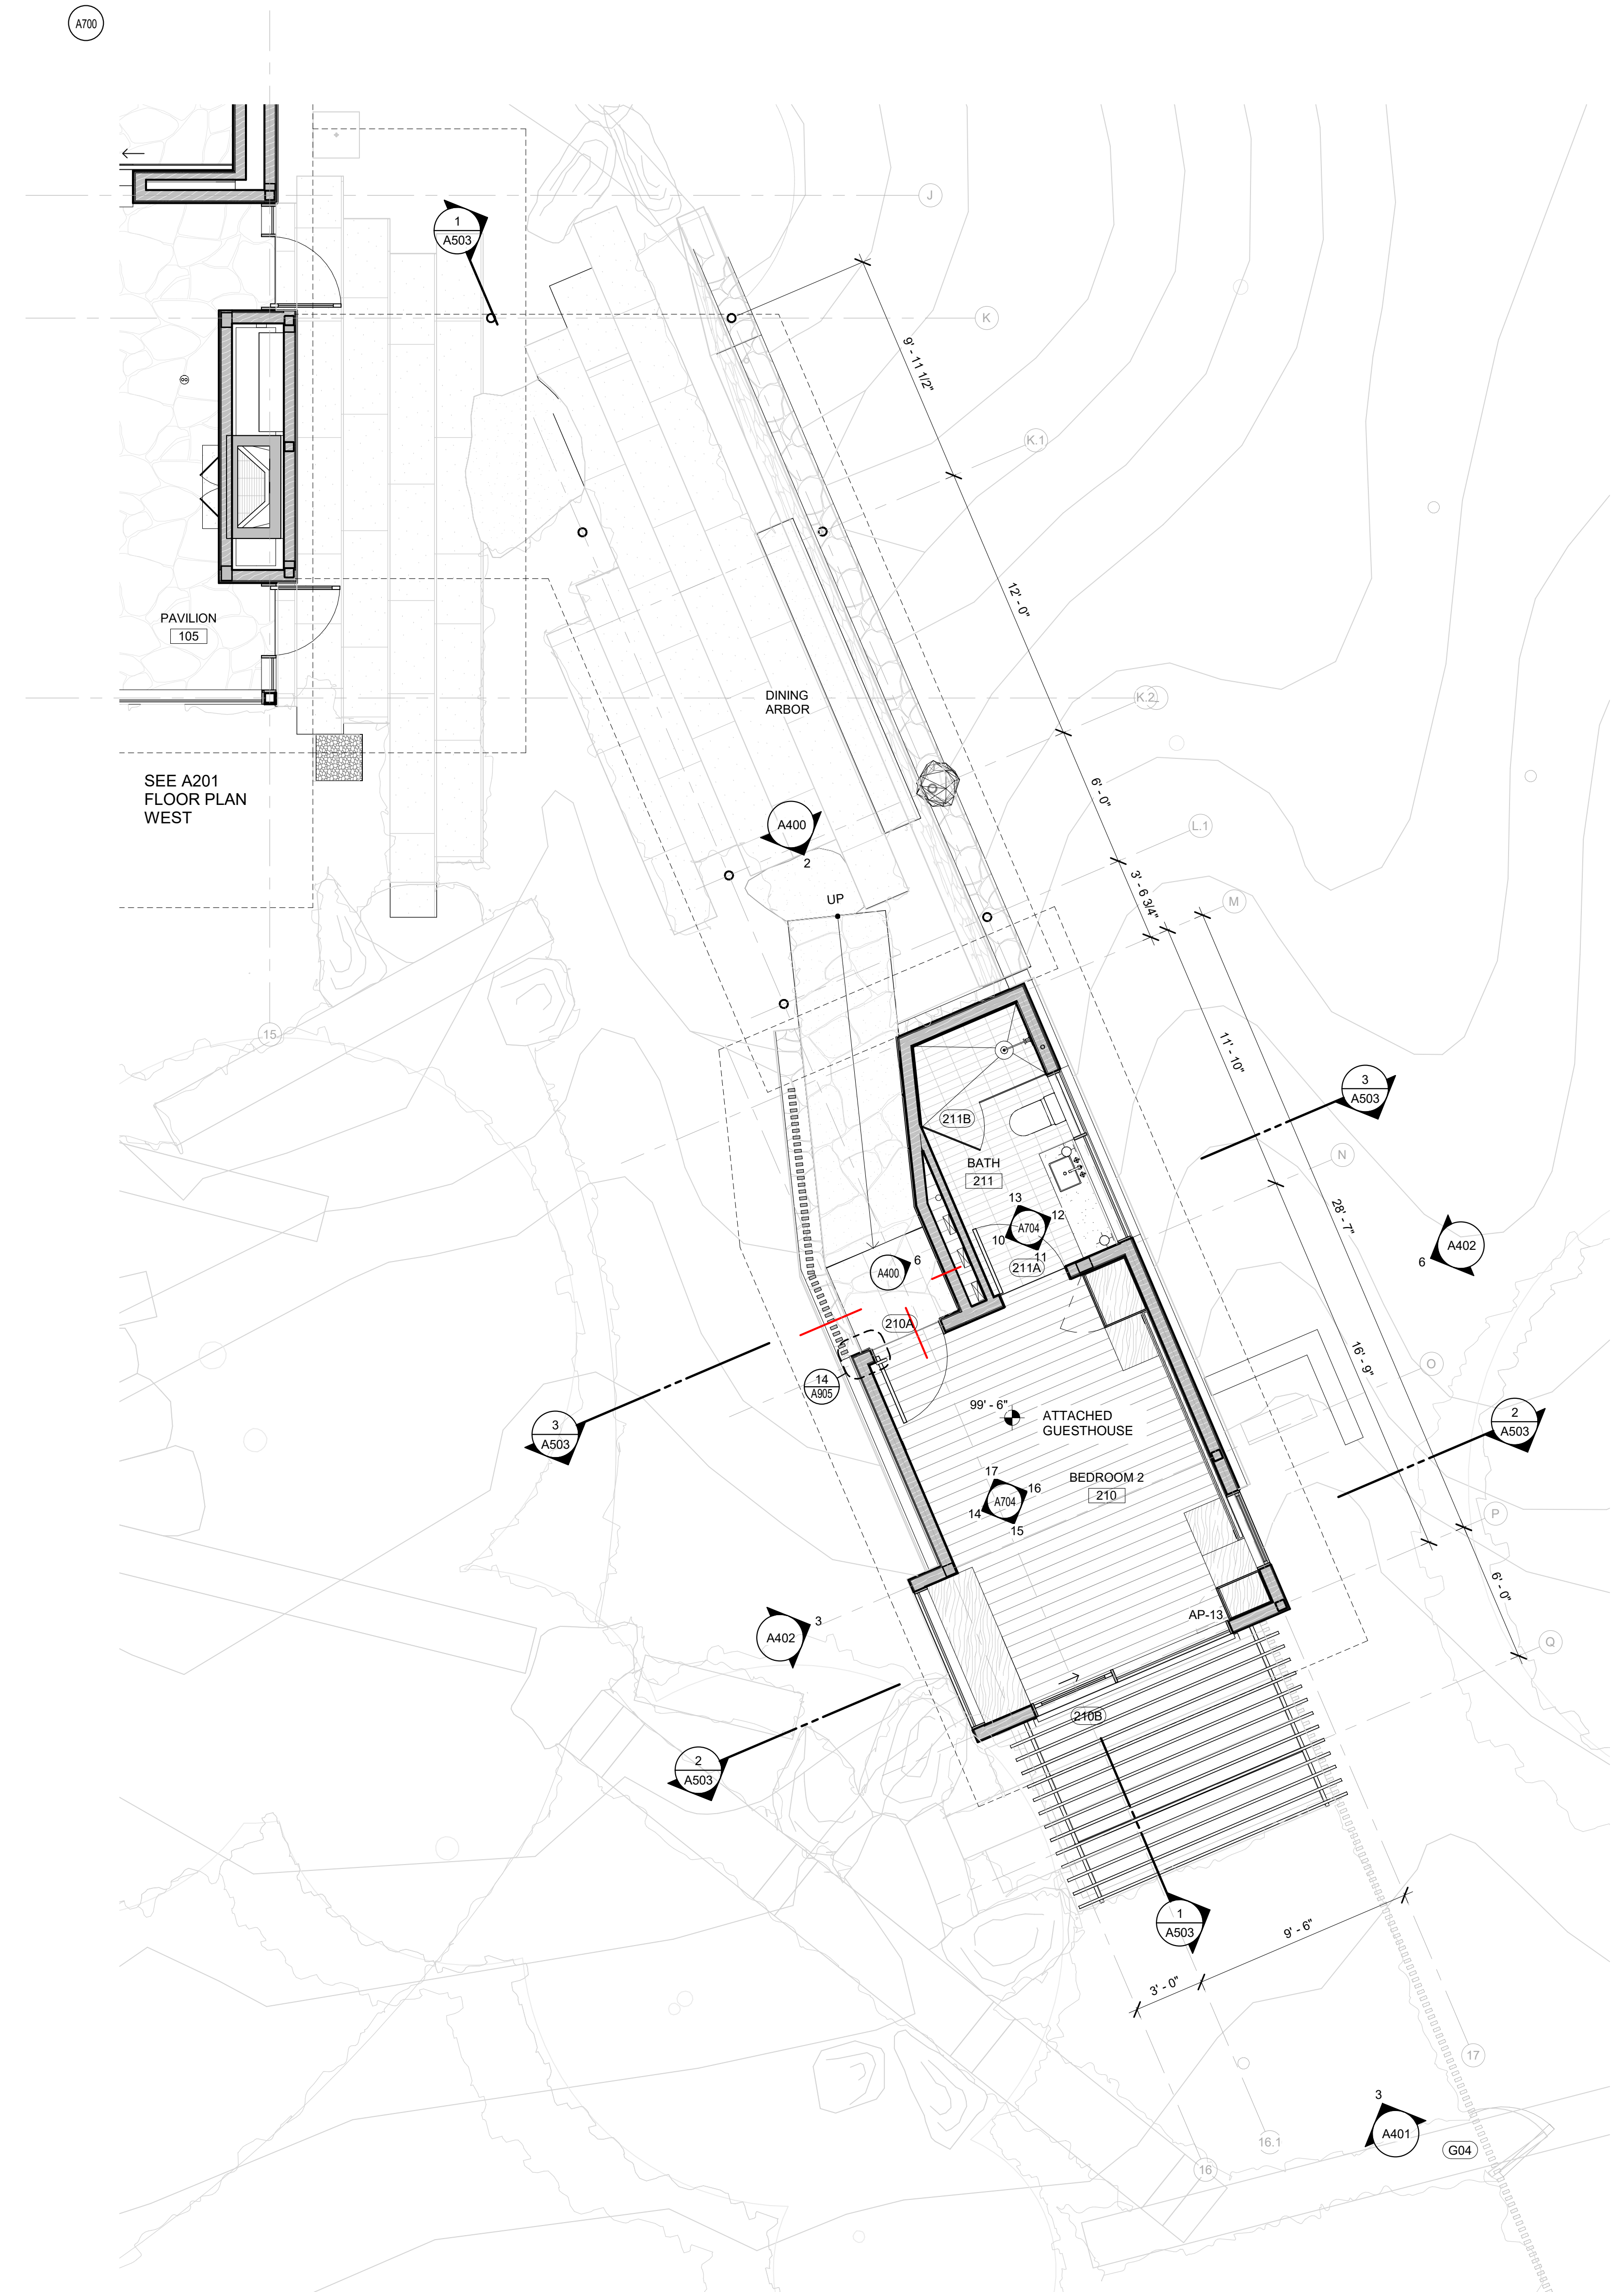 A700
J
1
A503
K
9' - 11 1/2"
K.1
12' - 0"
PAVILION
105
DINING
ARBOR
K.2
SEE A201
FLOOR PLAN
WEST
6' - 0"
A400
2
L.1
3' - 6 3/4"
UP
M
15
11' - 10"
3
A503
211B
BATH
211
N
13
12
A704
10
11
28' - 7"
A402
6
6
A400
211A
210A
16' - 9"
O
14
A905
99' - 6"
ATTACHED
GUESTHOUSE
3
A503
2
A503
BEDROOM 2
210
17
16
A704
14
15
P
6' - 0"
AP-13
3
A402
Q
210B
2
A503
1
A503
9' - 6"
3' - 0"
17
3
A401
G04
16.1
16